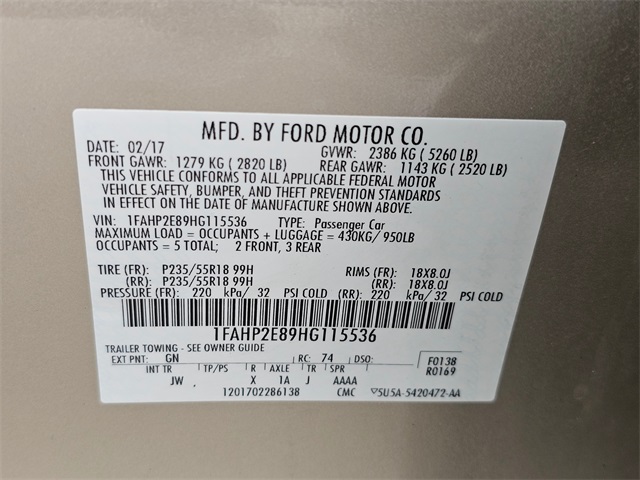 MFD. BY FORD MOTOR CO.
DATE: 02/17 GVWR: 2386 KG ( 5260 LB)
FRONT GAWR: 1279 KG ( 2820 LB) REAR GAWR: 1143 KG ( 2520 LB)
THIS VEHICLE CONFORMS TO ALL APPLICABLE FEDERAL MOTOR
VEHICLE SAFETY, BUMPER, AND THEFT PREVENTION STANDARDS
IN EFFECT ON THE DATE OF MANUFACTURE SHOWN ABOVE.
VIN: 1FAHP2E89HG115536 TYPE: Passenger Car
MAXIMUM LOAD = OCCUPANTS + LUGGAGE = 430KG/ 950LB
OCCUPANTS = 5 TOTAL; 2 FRONT, 3 REAR
TIRE (FR): P235/55R18 99H RIMS (FR): 18X8.0J
(RR): P235/55R18 99H (RR): 18X8.0J
PRESSURE (FR): 220 kPa/ 32 PSI COLD (RR): 220 kPa/ 32 PSI COLD
1FAHP2E89HG115536
TRAILER TOWING - SEE OWNER GUIDE
EXT PNT: GN RC: 74 DSO: F0138
INT TR TP/PS R AXLE TR SPR R0169
JW X 1A J AAAA
1201702286138 CMC ▽5U5A-5420472-AA